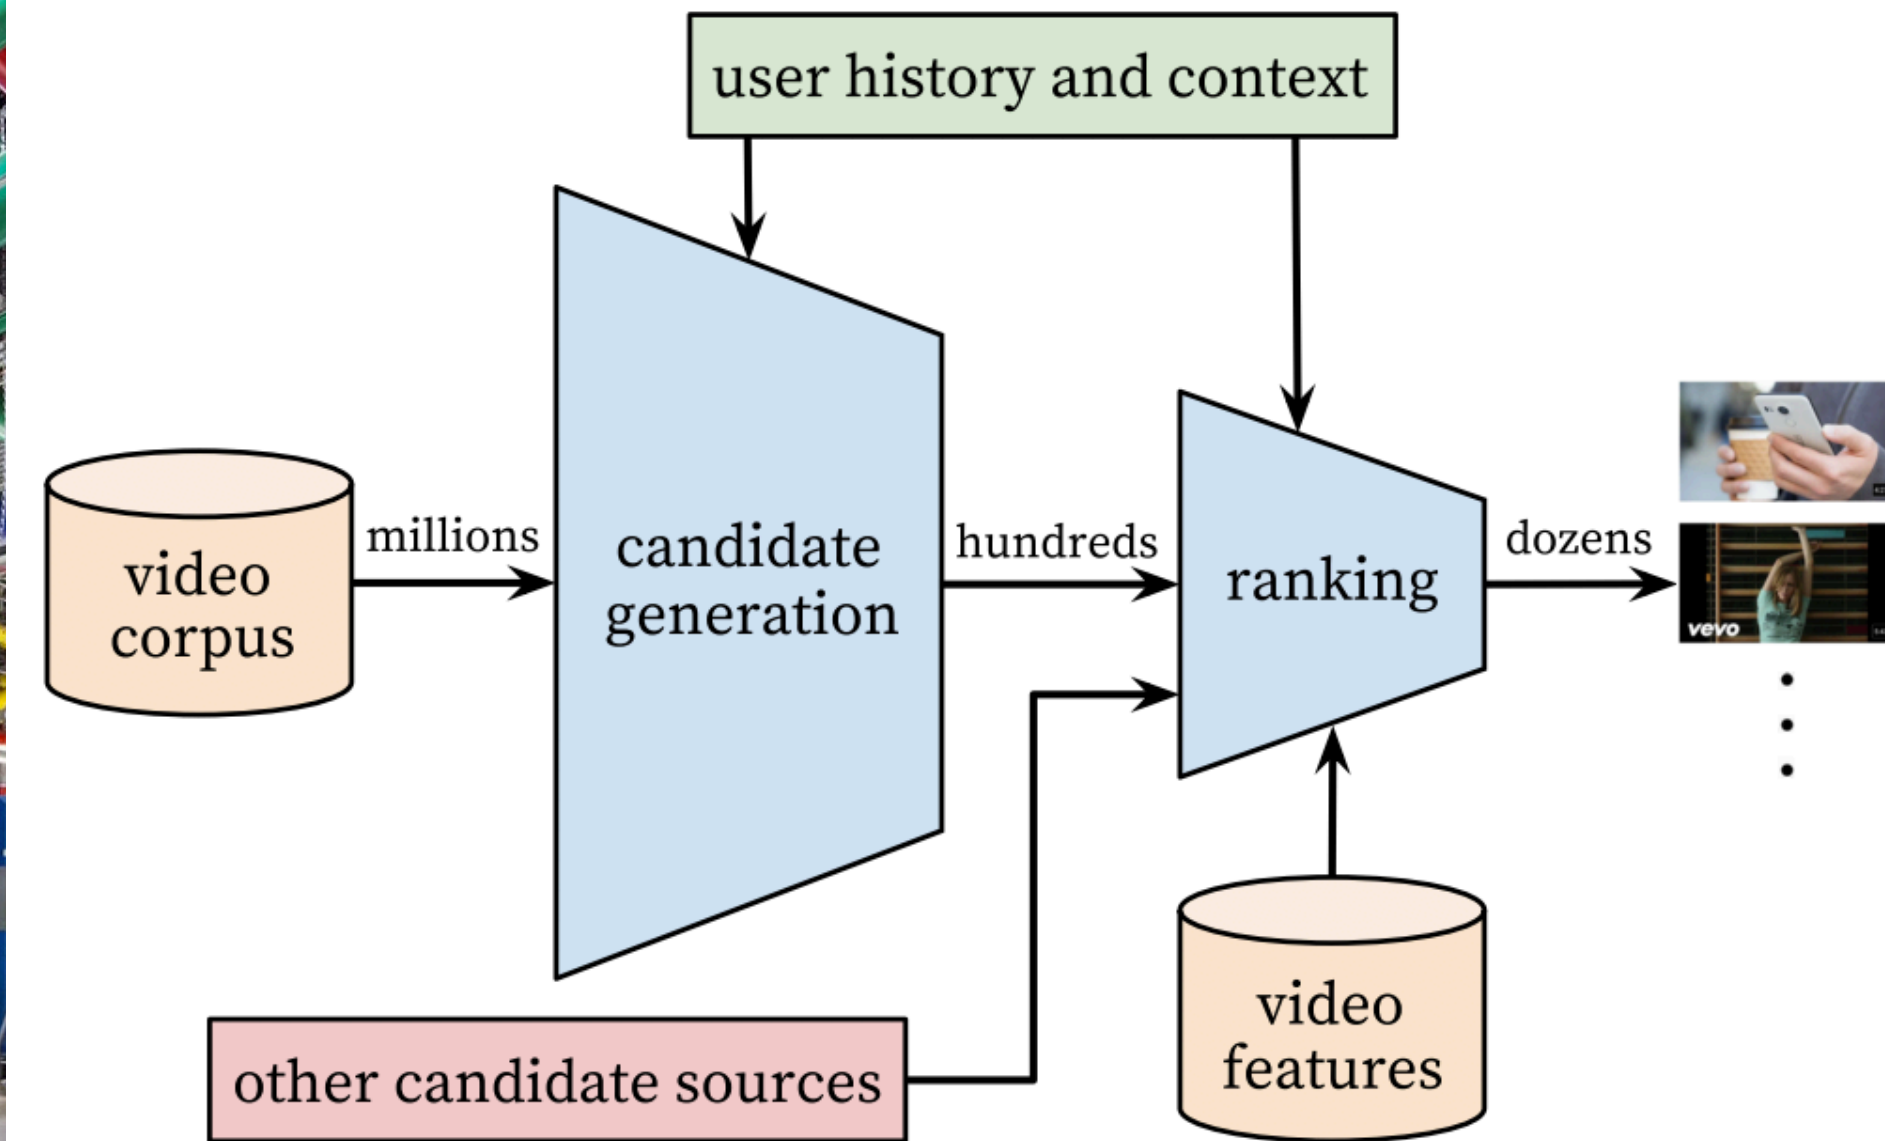 user history and context
millions
video
corpus
candidate
generation
hundreds
ranking
dozens
vevo
other candidate sources
video
features